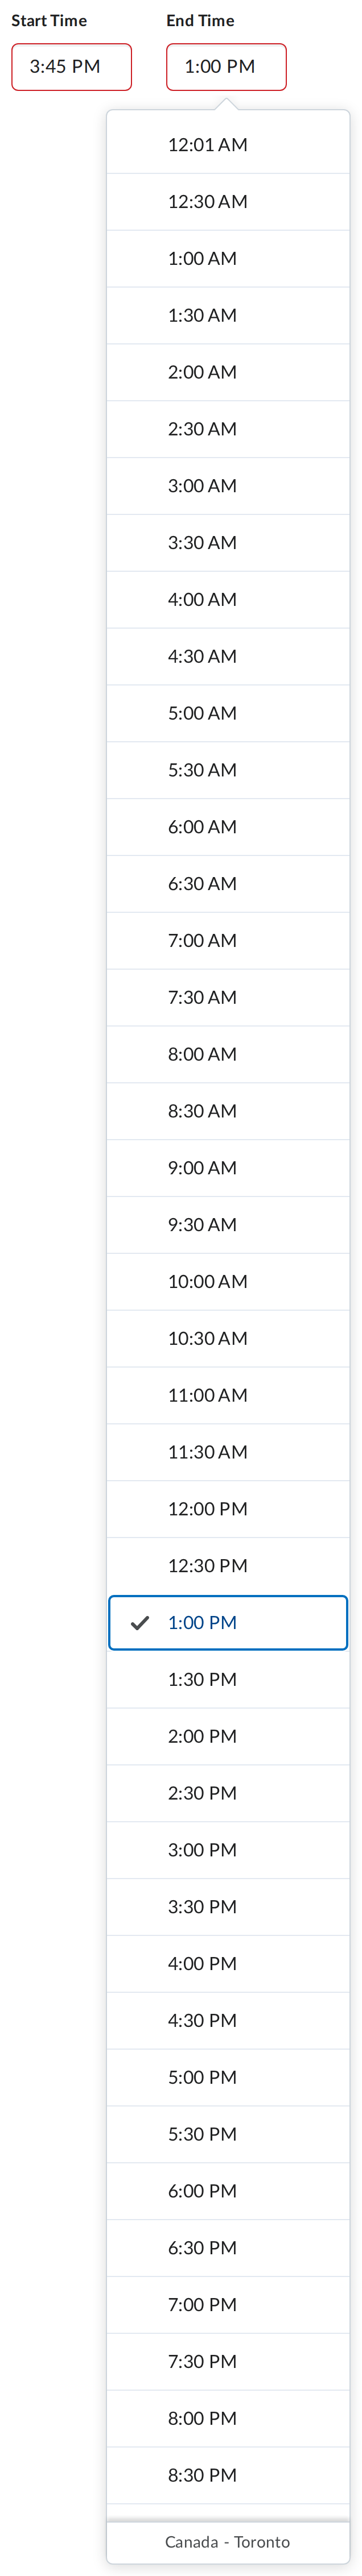 Start Time End Time
3:45 PM 1:00 PM
12:01 AM
12:30 AM
1:00 AM
1:30 AM
2:00 AM
2:30 AM
3:00 AM
3:30 AM
4:00 AM
4:30 AM
5:00 AM
5:30 AM
6:00 AM
6:30 AM
7:00 AM
7:30 AM
8:00 AM
8:30 AM
9:00 AM
9:30 AM
10:00 AM
10:30 AM
11:00 AM
11:30 AM
12:00 PM
12:30 PM
1:00 PM
1:30 PM
2:00 PM
2:30 PM
3:00 PM
3:30 PM
4:00 PM
4:30 PM
5:00 PM
5:30 PM
6:00 PM
6:30 PM
7:00 PM
7:30 PM
8:00 PM
8:30 PM
Canada - Toronto